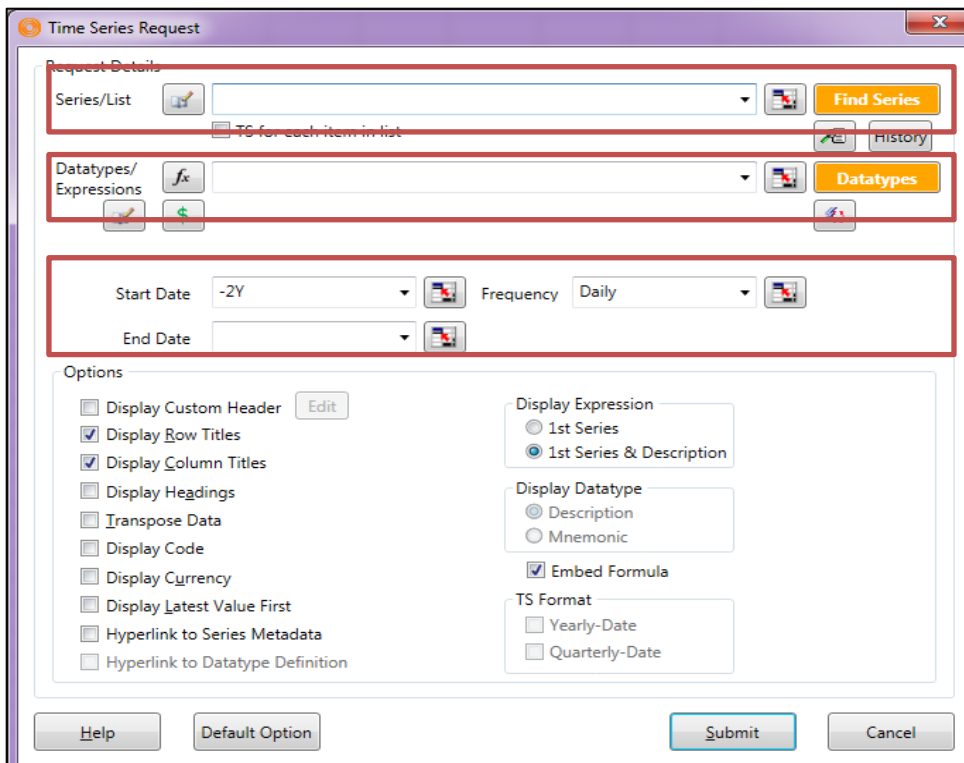 Time Series Request
Request Details
Series/List
Find Series
TS for each item in list
History
Datatypes/
Expressions
fx
Datatypes
$
Start Date -2Y Frequency Daily
End Date
Options
Display Custom Header Edit
Display Row Titles
Display Column Titles
Display Headings
Transpose Data
Display Code
Display Currency
Display Latest Value First
Hyperlink to Series Metadata
Hyperlink to Datatype Definition
Display Expression
1st Series
1st Series & Description
Display Datatype
Description
Mnemonic
Embed Formula
TS Format
Yearly-Date
Quarterly-Date
Help Default Option Submit Cancel